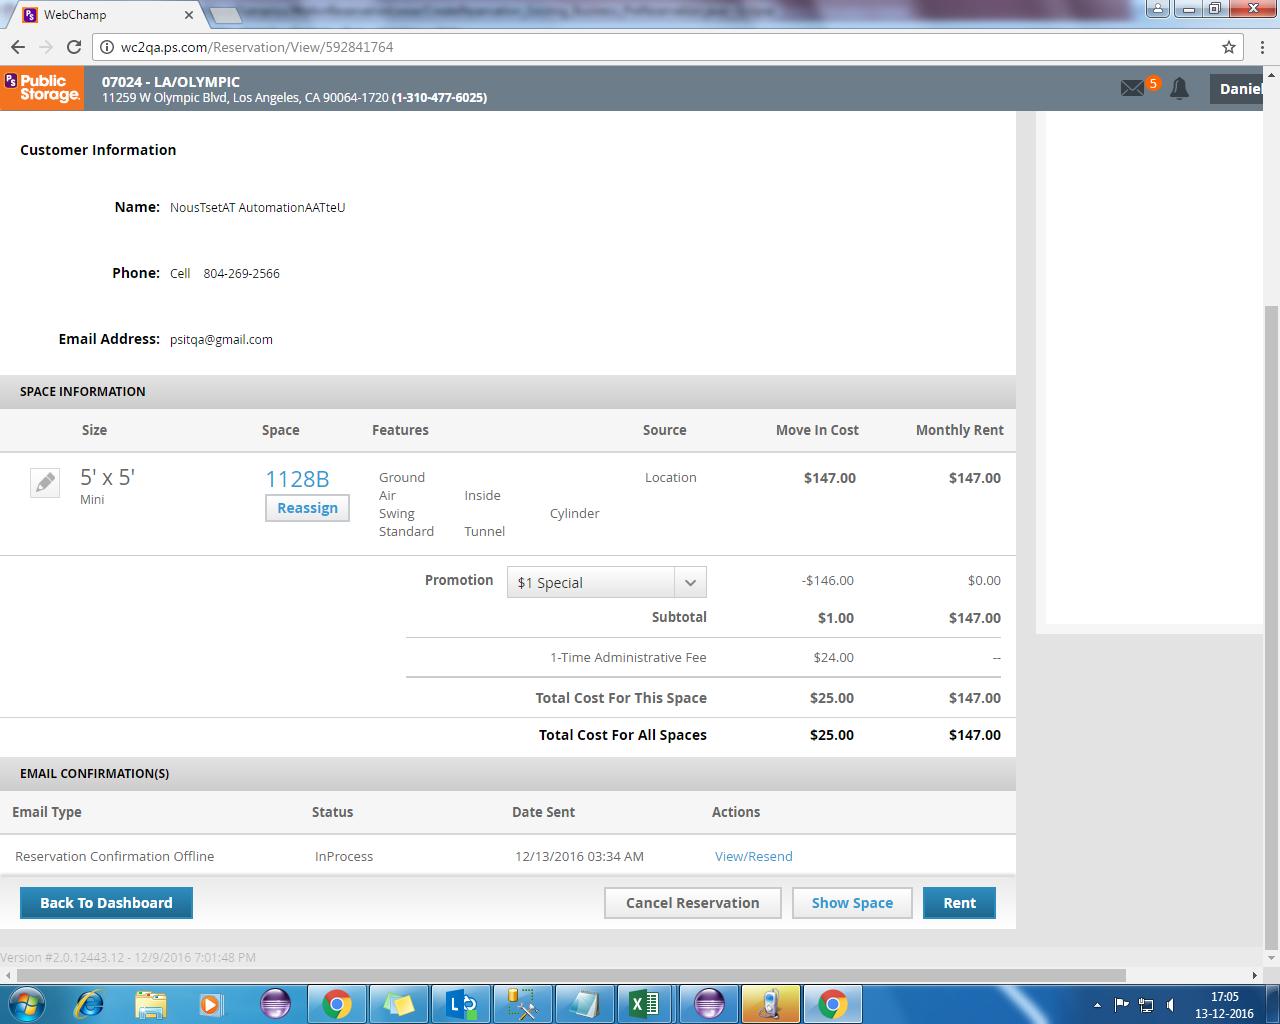 WebChamp
wc2qa.ps.com/Reservation/View/592841764
Public Storage.
07024 - LA/OLYMPIC
11259 W Olympic Blvd, Los Angeles, CA 90064-1720 (1-310-477-6025)
5
Daniel
Customer Information
Name: NousTsetAT AutomationAATteU
Phone: Cell 804-269-2566
Email Address: psitqa@gmail.com
SPACE INFORMATION
Size Space Features Source Move In Cost Monthly Rent
5' x 5' 1128B Ground Location $147.00 $147.00
Mini Air Inside
Reassign Swing Cylinder
Standard Tunnel
Promotion $1 Special -$146.00 $0.00
Subtotal $1.00 $147.00
1-Time Administrative Fee $24.00 --
Total Cost For This Space $25.00 $147.00
Total Cost For All Spaces $25.00 $147.00
EMAIL CONFIRMATION(S)
Email Type Status Date Sent Actions
Reservation Confirmation Offline InProcess 12/13/2016 03:34 AM View/Resend
Back To Dashboard Cancel Reservation Show Space Rent
Version #2.0.12443.12 - 12/9/2016 7:01:48 PM
17:05
13-12-2016